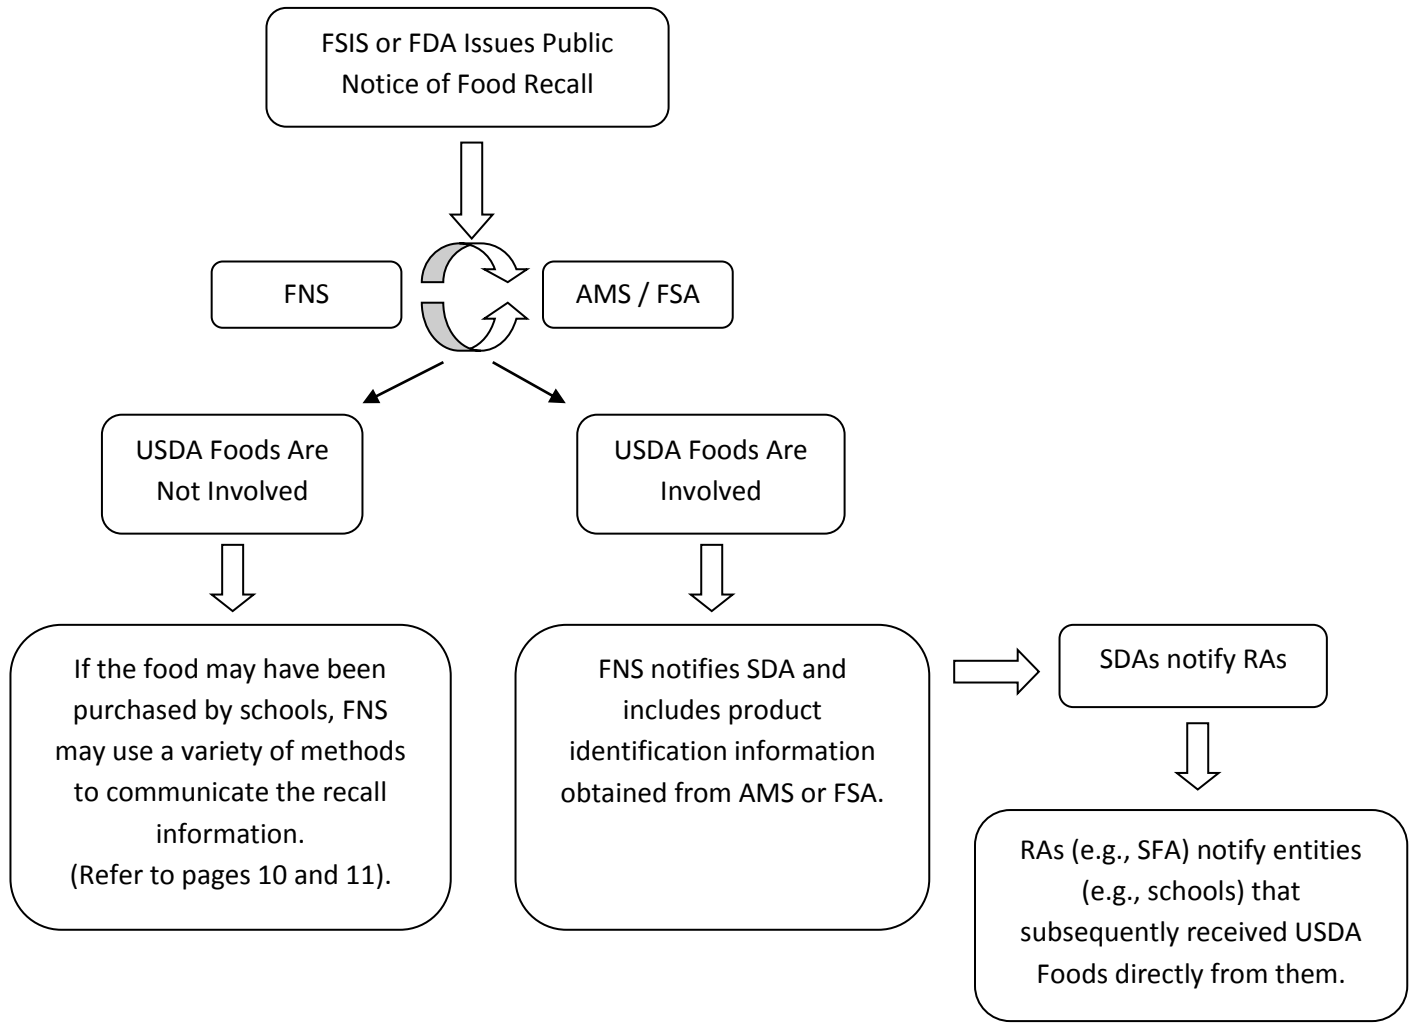 FSIS or FDA Issues Public
Notice of Food Recall
FNS
AMS / FSA
USDA Foods Are
Not Involved
USDA Foods Are
Involved
If the food may have been
purchased by schools, FNS
may use a variety of methods
to communicate the recall
information.
(Refer to pages 10 and 11).
FNS notifies SDA and
includes product
identification information
obtained from AMS or FSA.
SDAs notify RAs
RAs (e.g., SFA) notify entities
(e.g., schools) that
subsequently received USDA
Foods directly from them.